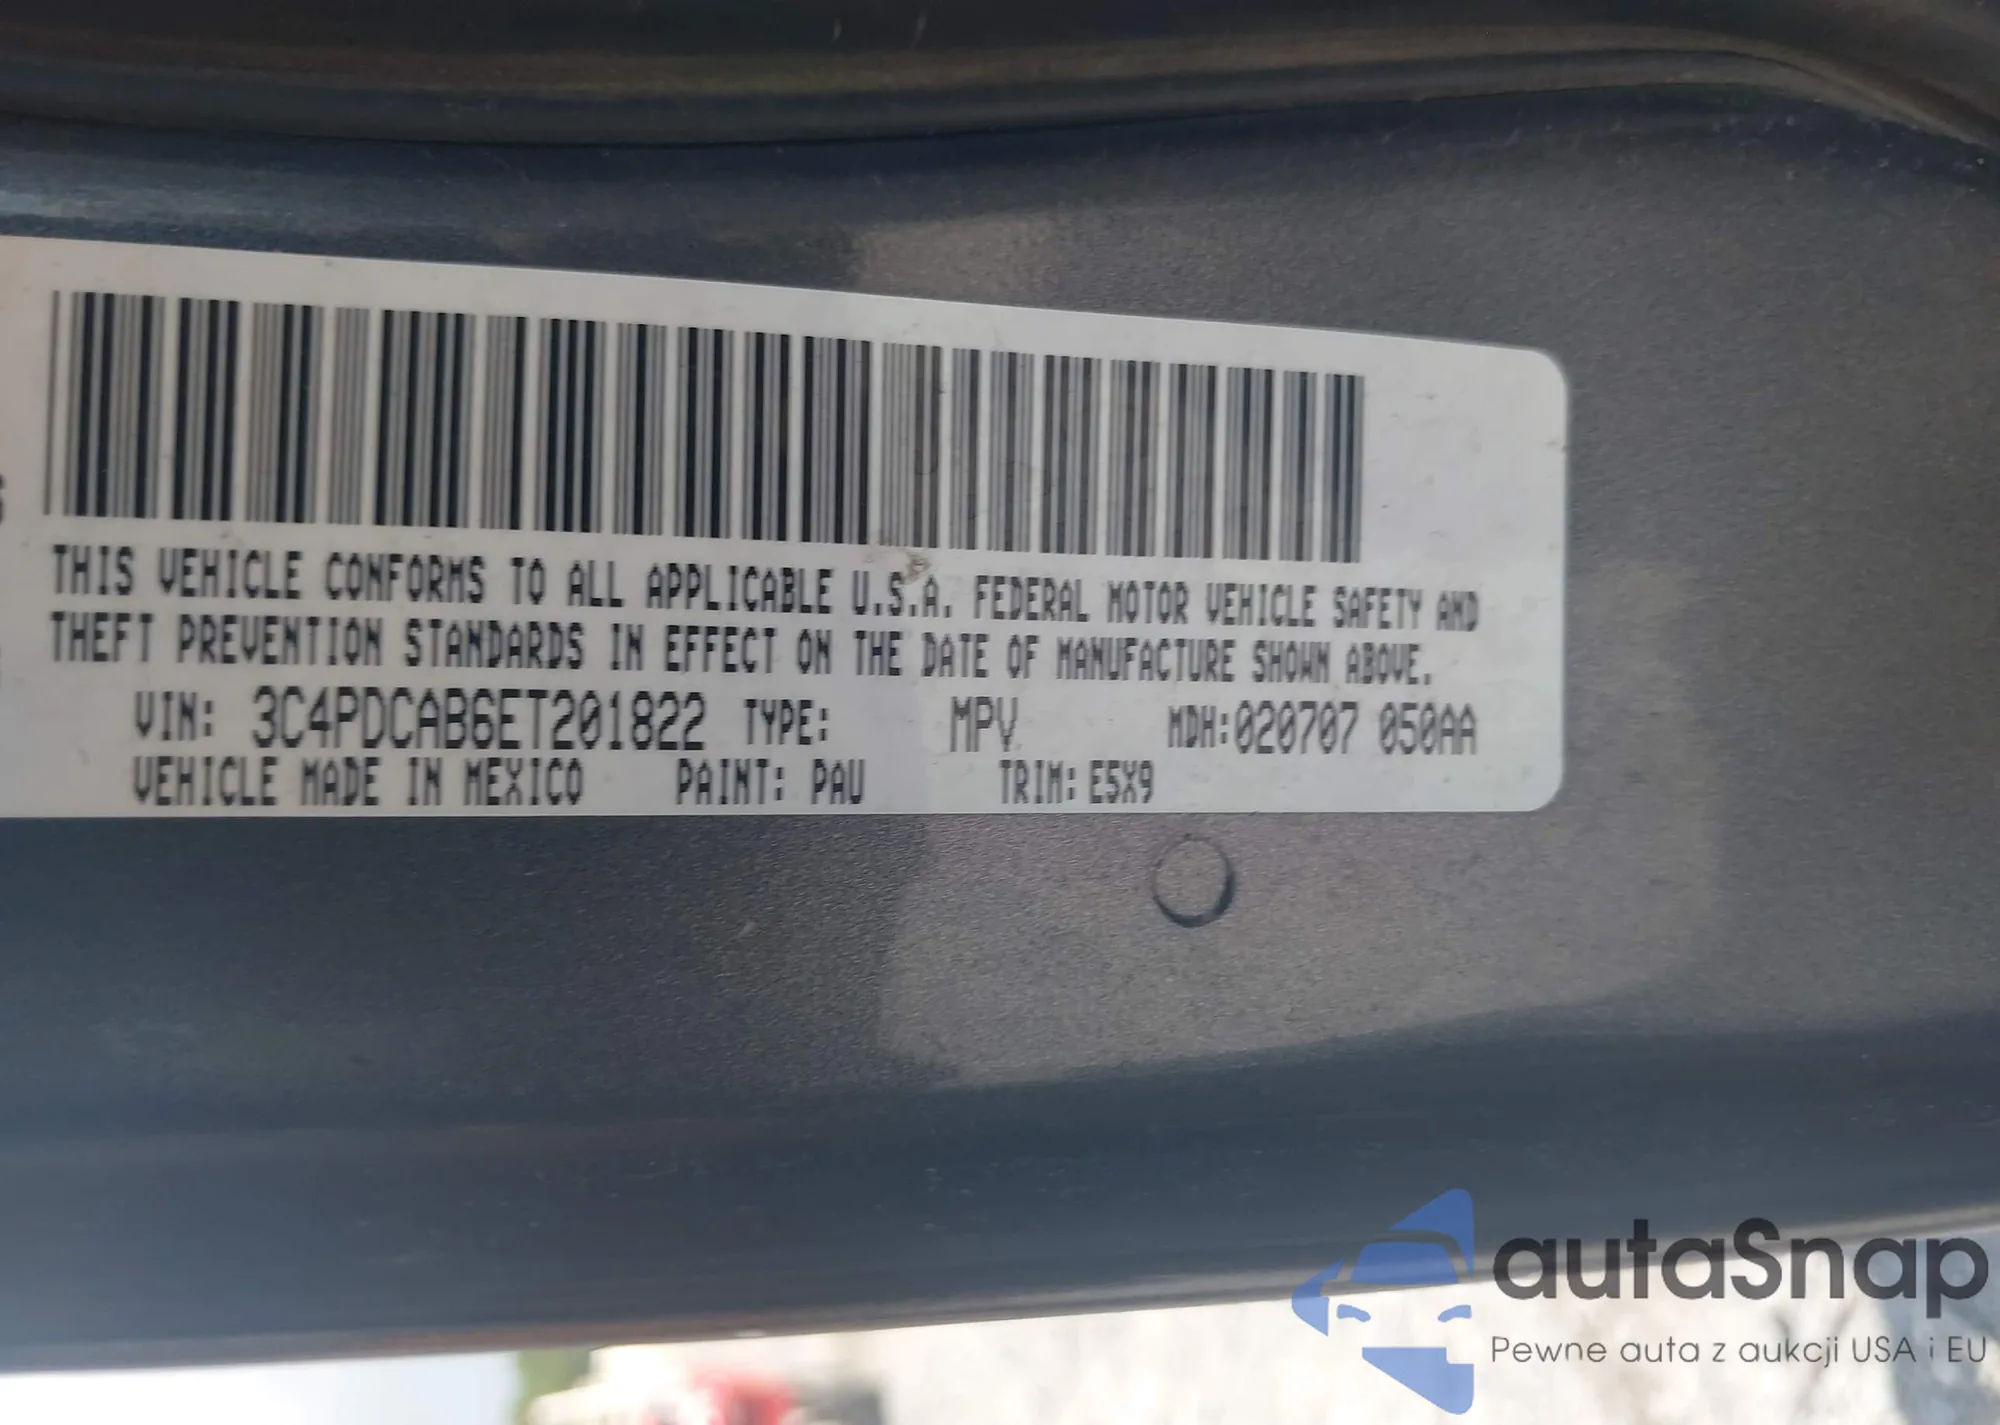 THIS VEHICLE CONFORMS TO ALL APPLICABLE U.S.A. FEDERAL MOTOR VEHICLE SAFETY AND
THEFT PREVENTION STANDARDS IN EFFECT ON THE DATE OF MANUFACTURE SHOWN ABOVE.
VIN: 3C4PDCAB6ET201822 TYPE: MPV MDH:020707 050AA
VEHICLE MADE IN MEXICO PAINT: PAU TRIM: E5X9
autaSnap
Pewne auta z aukcji USA i EU